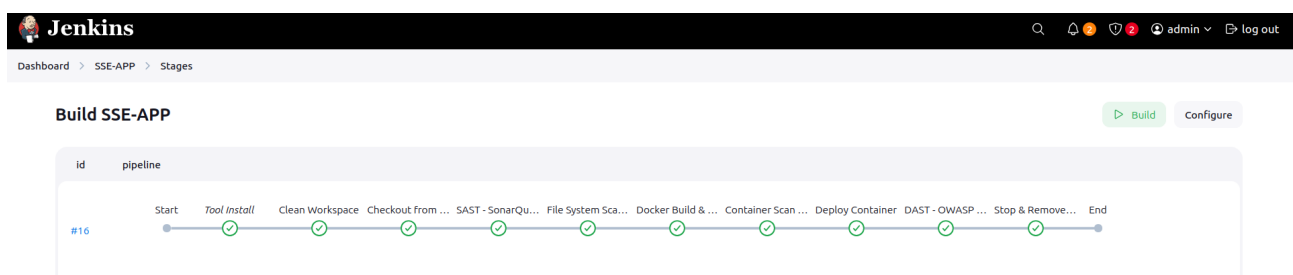 Jenkins 2 2 admin log out
Dashboard > SSE-APP > Stages
Build SSE-APP Build Configure
id pipeline
Start Tool Install Clean Workspace Checkout from ... SAST - SonarQu... File System Sca... Docker Build & ... Container Scan ... Deploy Container DAST - OWASP ... Stop & Remove... End
#16